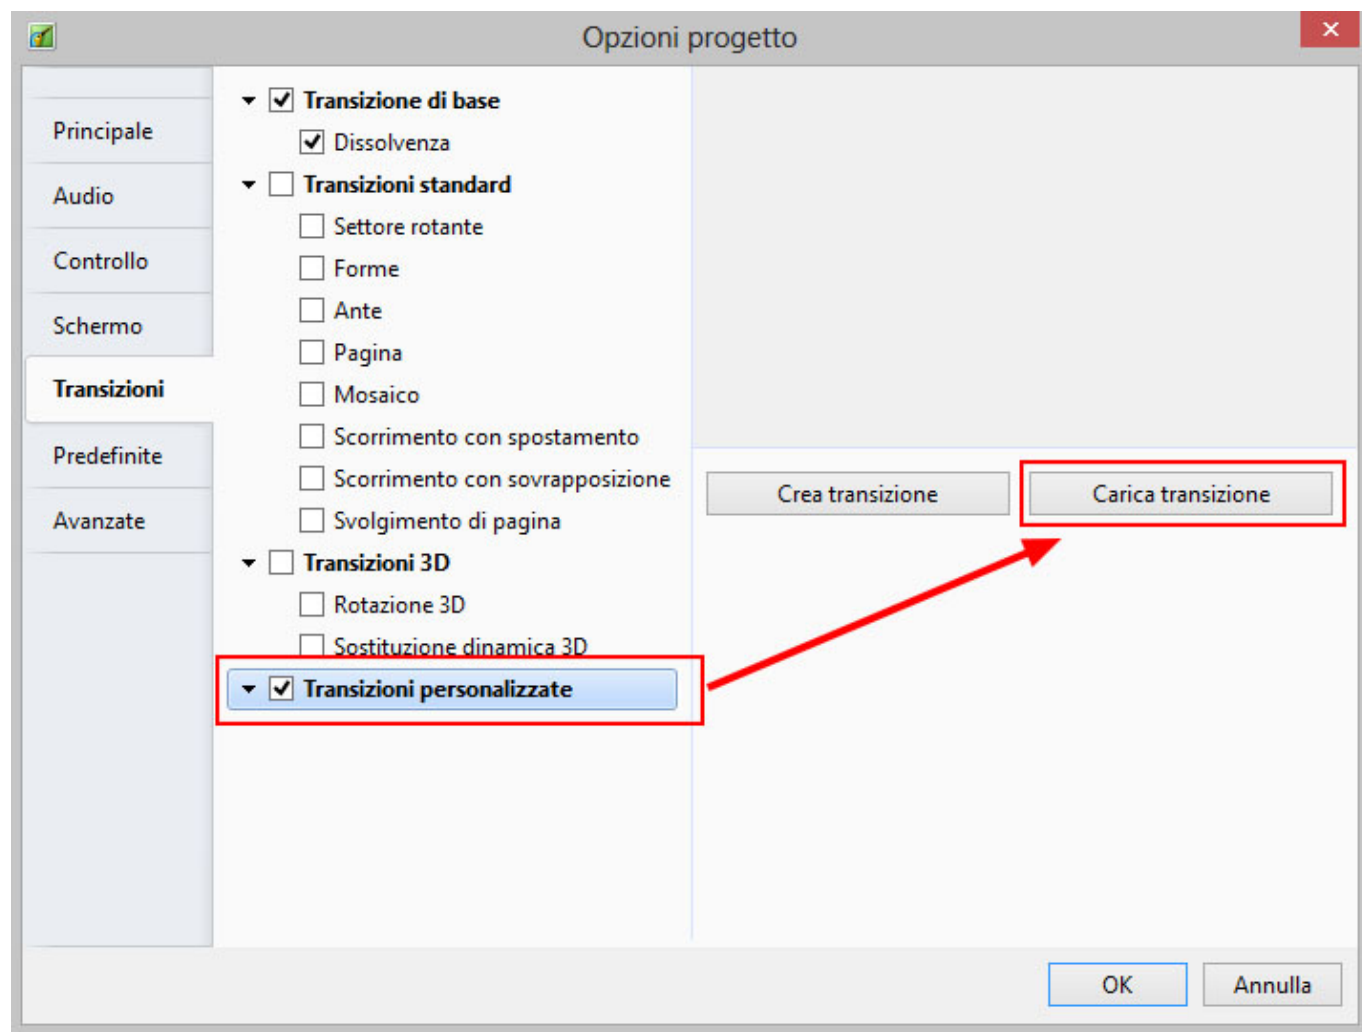 Opzioni progetto
Principale
Audio
Controllo
Schermo
Transizioni
Predefinite
Avanzate
Transizione di base
Dissolvenza
Transizioni standard
Settore rotante
Forme
Ante
Pagina
Mosaico
Scorrimento con spostamento
Scorrimento con sovrapposizione
Svolgimento di pagina
Transizioni 3D
Rotazione 3D
Sostituzione dinamica 3D
Transizioni personalizzate
Crea transizione
Carica transizione
OK
Annulla